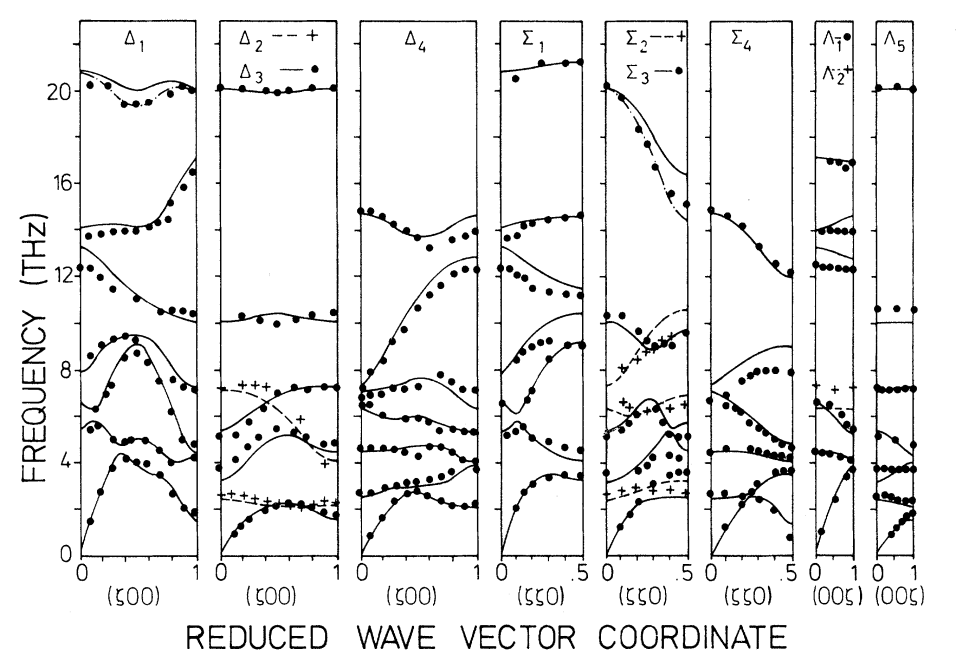 Δ1 Δ2 --- + Δ4 Σ1 Σ2 --+ Σ4 Λ1 • Λ5
Δ3 — • Σ3 — • Λ2 +
20
16
12
8
4
0
FREQUENCY (THz)
0 1 0 1 0 1 0 .5 0 0.5 0 .5 0 1 0 1
(ζ00) (ζ00) (ζ00) (ζζ0) (ζζ0) (ζζ0) (00ζ) (00ζ)
REDUCED WAVE VECTOR COORDINATE